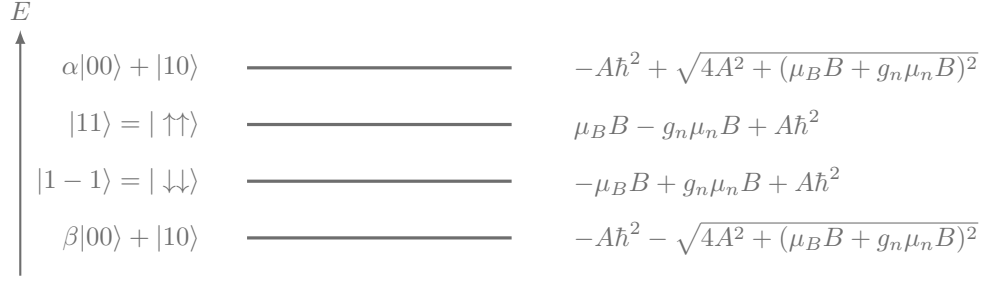 E
α|00⟩ + |10⟩ −Aℏ² + √(4A² + (μ_B B + g_n μ_n B)²)
|11⟩ = | ↑↑⟩ μ_B B − g_n μ_n B + Aℏ²
|1 − 1⟩ = | ↓↓⟩ −μ_B B + g_n μ_n B + Aℏ²
β|00⟩ + |10⟩ −Aℏ² − √(4A² + (μ_B B + g_n μ_n B)²)